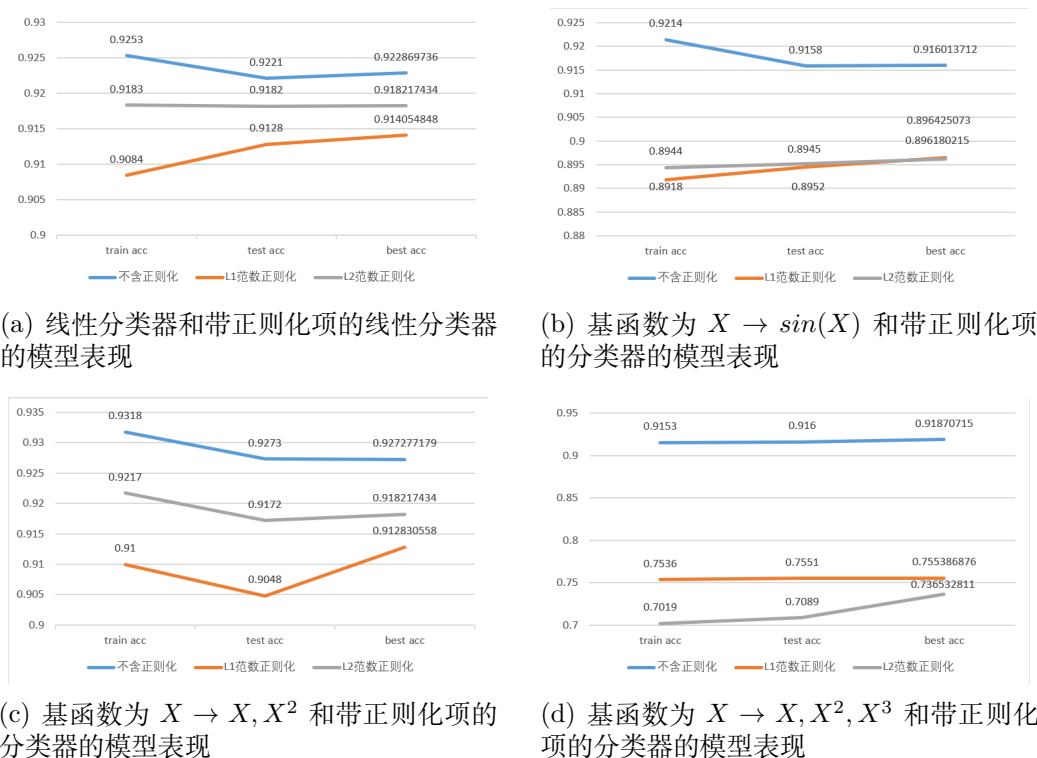 0.93
0.925
0.92
0.915
0.91
0.905
0.9
0.9253
0.9221
0.922869736
0.9183
0.9182
0.918217434
0.9084
0.9128
0.914054848
train acc
test acc
best acc
不含正则化
L1范数正则化
L2范数正则化
(a) 线性分类器和带正则化项的线性分类器
的模型表现
0.925
0.92
0.915
0.91
0.905
0.9
0.895
0.89
0.885
0.88
0.9214
0.9158
0.916013712
0.896425073
0.896180215
0.8944
0.8945
0.8918
0.8952
train acc
test acc
best acc
不含正则化
L1范数正则化
L2范数正则化
(b) 基函数为 X → sin(X) 和带正则化项
的分类器的模型表现
0.935
0.93
0.925
0.92
0.915
0.91
0.905
0.9
0.9318
0.9273
0.927277179
0.9217
0.9172
0.918217434
0.91
0.9048
0.912830558
train acc
test acc
best acc
不含正则化
L1范数正则化
L2范数正则化
(c) 基函数为 X → X, X² 和带正则化项的
分类器的模型表现
0.95
0.9
0.85
0.8
0.75
0.7
0.9153
0.916
0.91870715
0.7536
0.7551
0.755386876
0.736532811
0.7019
0.7089
train acc
test acc
best acc
不含正则化
L1范数正则化
L2范数正则化
(d) 基函数为 X → X, X², X³ 和带正则化
项的分类器的模型表现